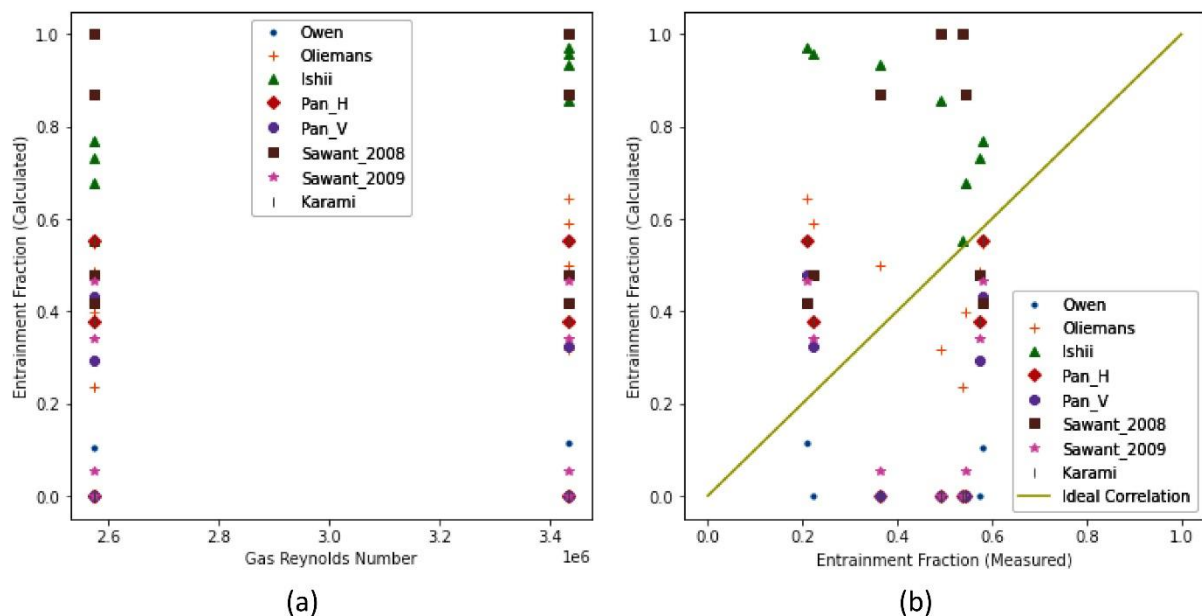 1.0
0.8
0.6
0.4
0.2
0.0
Entrainment Fraction (Calculated)
Owen
Oliemans
Ishii
Pan_H
Pan_V
Sawant_2008
Sawant_2009
Karami
2.6 2.8 3.0 3.2 3.4
1e6
Gas Reynolds Number
(a)
1.0
0.8
0.6
0.4
0.2
0.0
Entrainment Fraction (Calculated)
Owen
Oliemans
Ishii
Pan_H
Pan_V
Sawant_2008
Sawant_2009
Karami
Ideal Correlation
0.0 0.2 0.4 0.6 0.8 1.0
Entrainment Fraction (Measured)
(b)